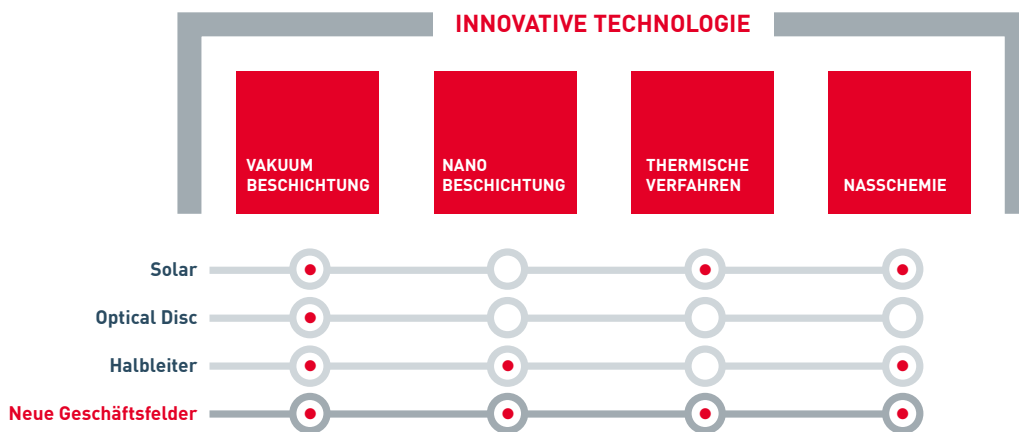 INNOVATIVE TECHNOLOGIE
VAKUUM
BESCHICHTUNG
NANO
BESCHICHTUNG
THERMISCHE
VERFAHREN
NASSCHEMIE
Solar
Optical Disc
Halbleiter
Neue Geschäftsfelder